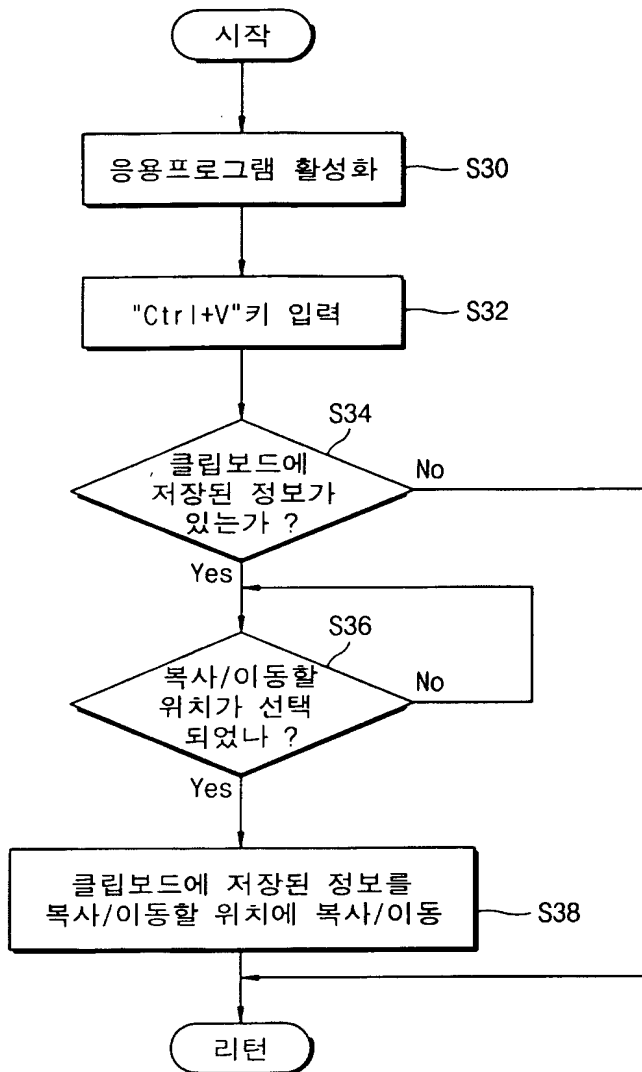 시작
응용프로그램 활성화
S30
"Ctrl+V"키 입력
S32
S34
클립보드에
저장된 정보가
있는가 ?
No
Yes
S36
복사/이동할
위치가 선택
되었나 ?
No
Yes
클립보드에 저장된 정보를
복사/이동할 위치에 복사/이동
S38
리턴